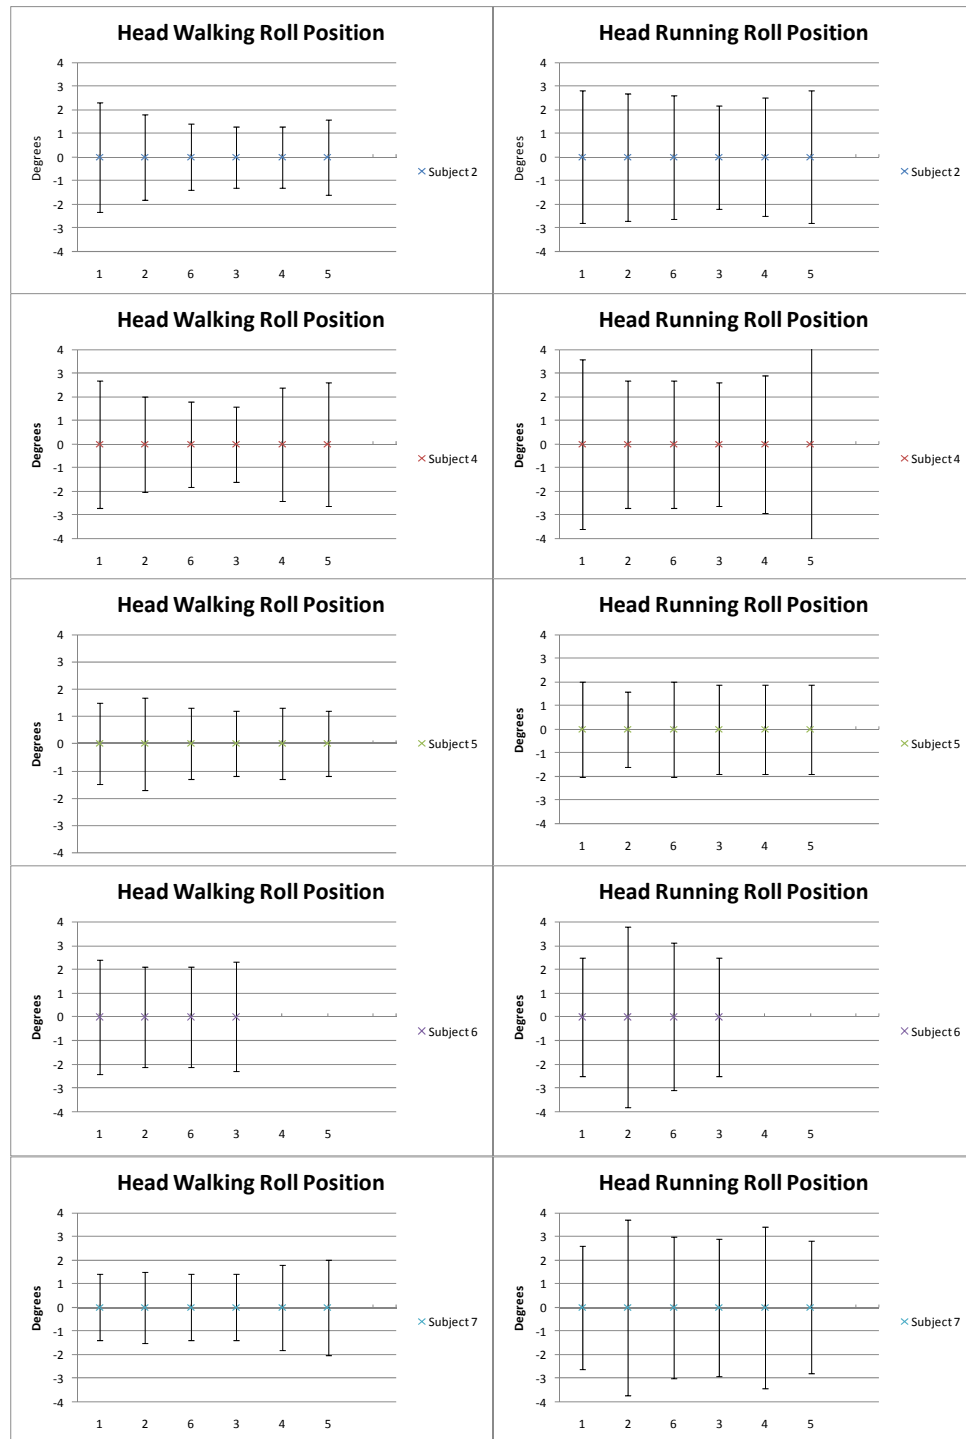 Head Walking Roll Position
4
3
2
1
0
-1
-2
-3
-4
Degrees
1 2 6 3 4 5
Subject 2
Head Running Roll Position
4
3
2
1
0
-1
-2
-3
-4
Degrees
1 2 6 3 4 5
Subject 2
Head Walking Roll Position
4
3
2
1
0
-1
-2
-3
-4
Degrees
1 2 6 3 4 5
Subject 4
Head Running Roll Position
4
3
2
1
0
-1
-2
-3
-4
Degrees
1 2 6 3 4 5
Subject 4
Head Walking Roll Position
4
3
2
1
0
-1
-2
-3
-4
Degrees
1 2 6 3 4 5
Subject 5
Head Running Roll Position
4
3
2
1
0
-1
-2
-3
-4
Degrees
1 2 6 3 4 5
Subject 5
Head Walking Roll Position
4
3
2
1
0
-1
-2
-3
-4
Degrees
1 2 6 3 4 5
Subject 6
Head Running Roll Position
4
3
2
1
0
-1
-2
-3
-4
Degrees
1 2 6 3 4 5
Subject 6
Head Walking Roll Position
4
3
2
1
0
-1
-2
-3
-4
Degrees
1 2 6 3 4 5
Subject 7
Head Running Roll Position
4
3
2
1
0
-1
-2
-3
-4
Degrees
1 2 6 3 4 5
Subject 7